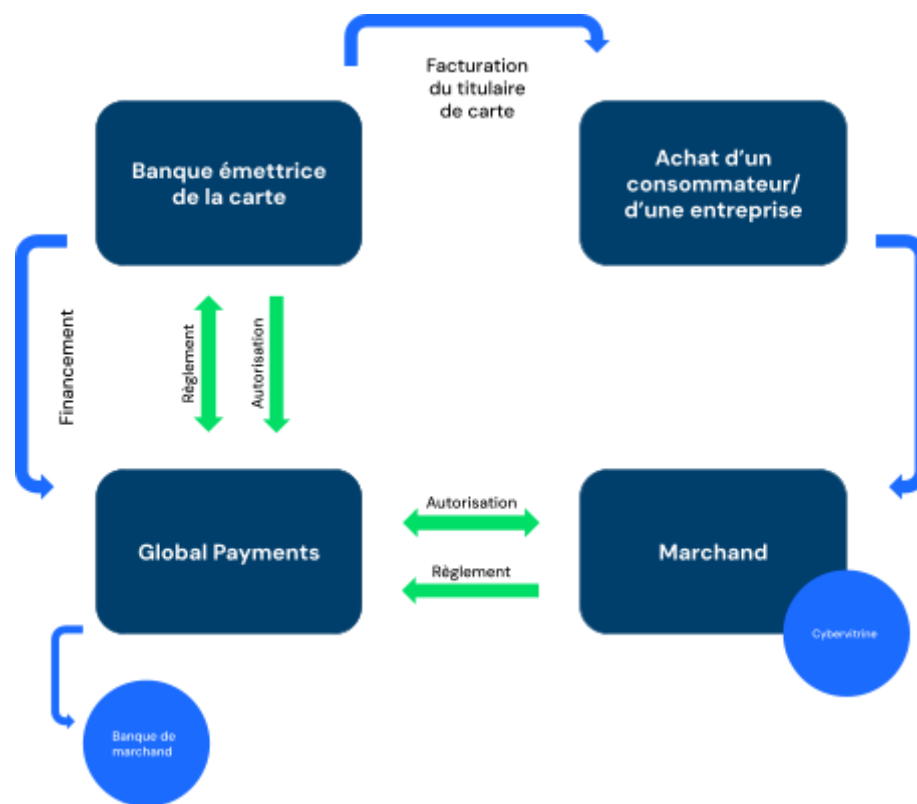 Facturation
du titulaire
de carte
Banque émettrice
de la carte
Achat d’un
consommateur/
d’une entreprise
Financement
Règlement
Autorisation
Autorisation
Règlement
Global Payments
Marchand
Cybervitrine
Banque de
marchand